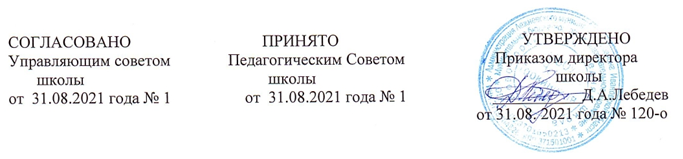 СОГЛАСОВАНО
Управляющим советом
школы
от 31.08.2021 года № 1
ПРИНЯТО
Педагогическим Советом
школы
от 31.08.2021 года № 1
УТВЕРЖДЕНО
Приказом директора
школы
Д.А.Лебедев
от 31.08.2021 года № 120-о